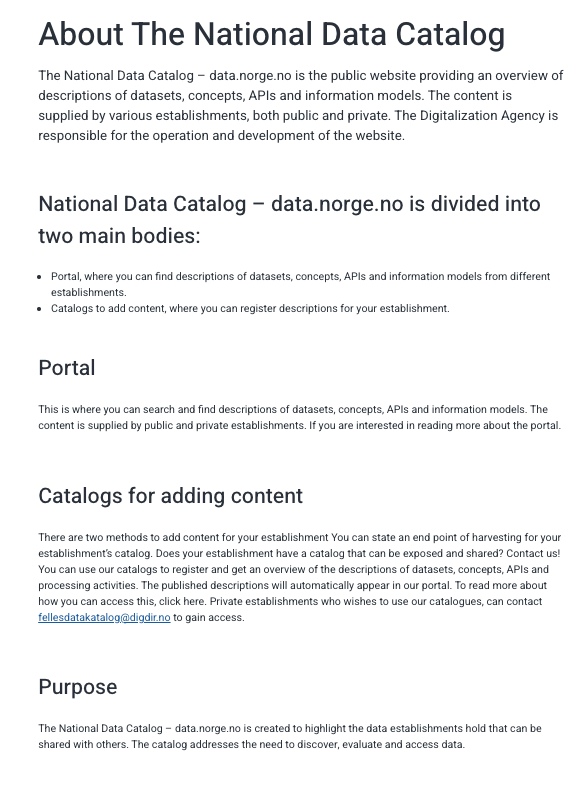 About The National Data Catalog
The National Data Catalog – data.norge.no is the public website providing an overview of
descriptions of datasets, concepts, APIs and information models. The content is
supplied by various establishments, both public and private. The Digitalization Agency is
responsible for the operation and development of the website.
National Data Catalog – data.norge.no is divided into
two main bodies:
• Portal, where you can find descriptions of datasets, concepts, APIs and information models from different
establishments.
• Catalogs to add content, where you can register descriptions for your establishment.
Portal
This is where you can search and find descriptions of datasets, concepts, APIs and information models. The
content is supplied by public and private establishments. If you are interested in reading more about the portal.
Catalogs for adding content
There are two methods to add content for your establishment You can state an end point of harvesting for your
establishment's catalog. Does your establishment have a catalog that can be exposed and shared? Contact us!
You can use our catalogs to register and get an overview of the descriptions of datasets, concepts, APIs and
processing activities. The published descriptions will automatically appear in our portal. To read more about
how you can access this, click here. Private establishments who wishes to use our catalogues, can contact
fellesdatakatalog@digdir.no to gain access.
Purpose
The National Data Catalog – data.norge.no is created to highlight the data establishments hold that can be
shared with others. The catalog addresses the need to discover, evaluate and access data.